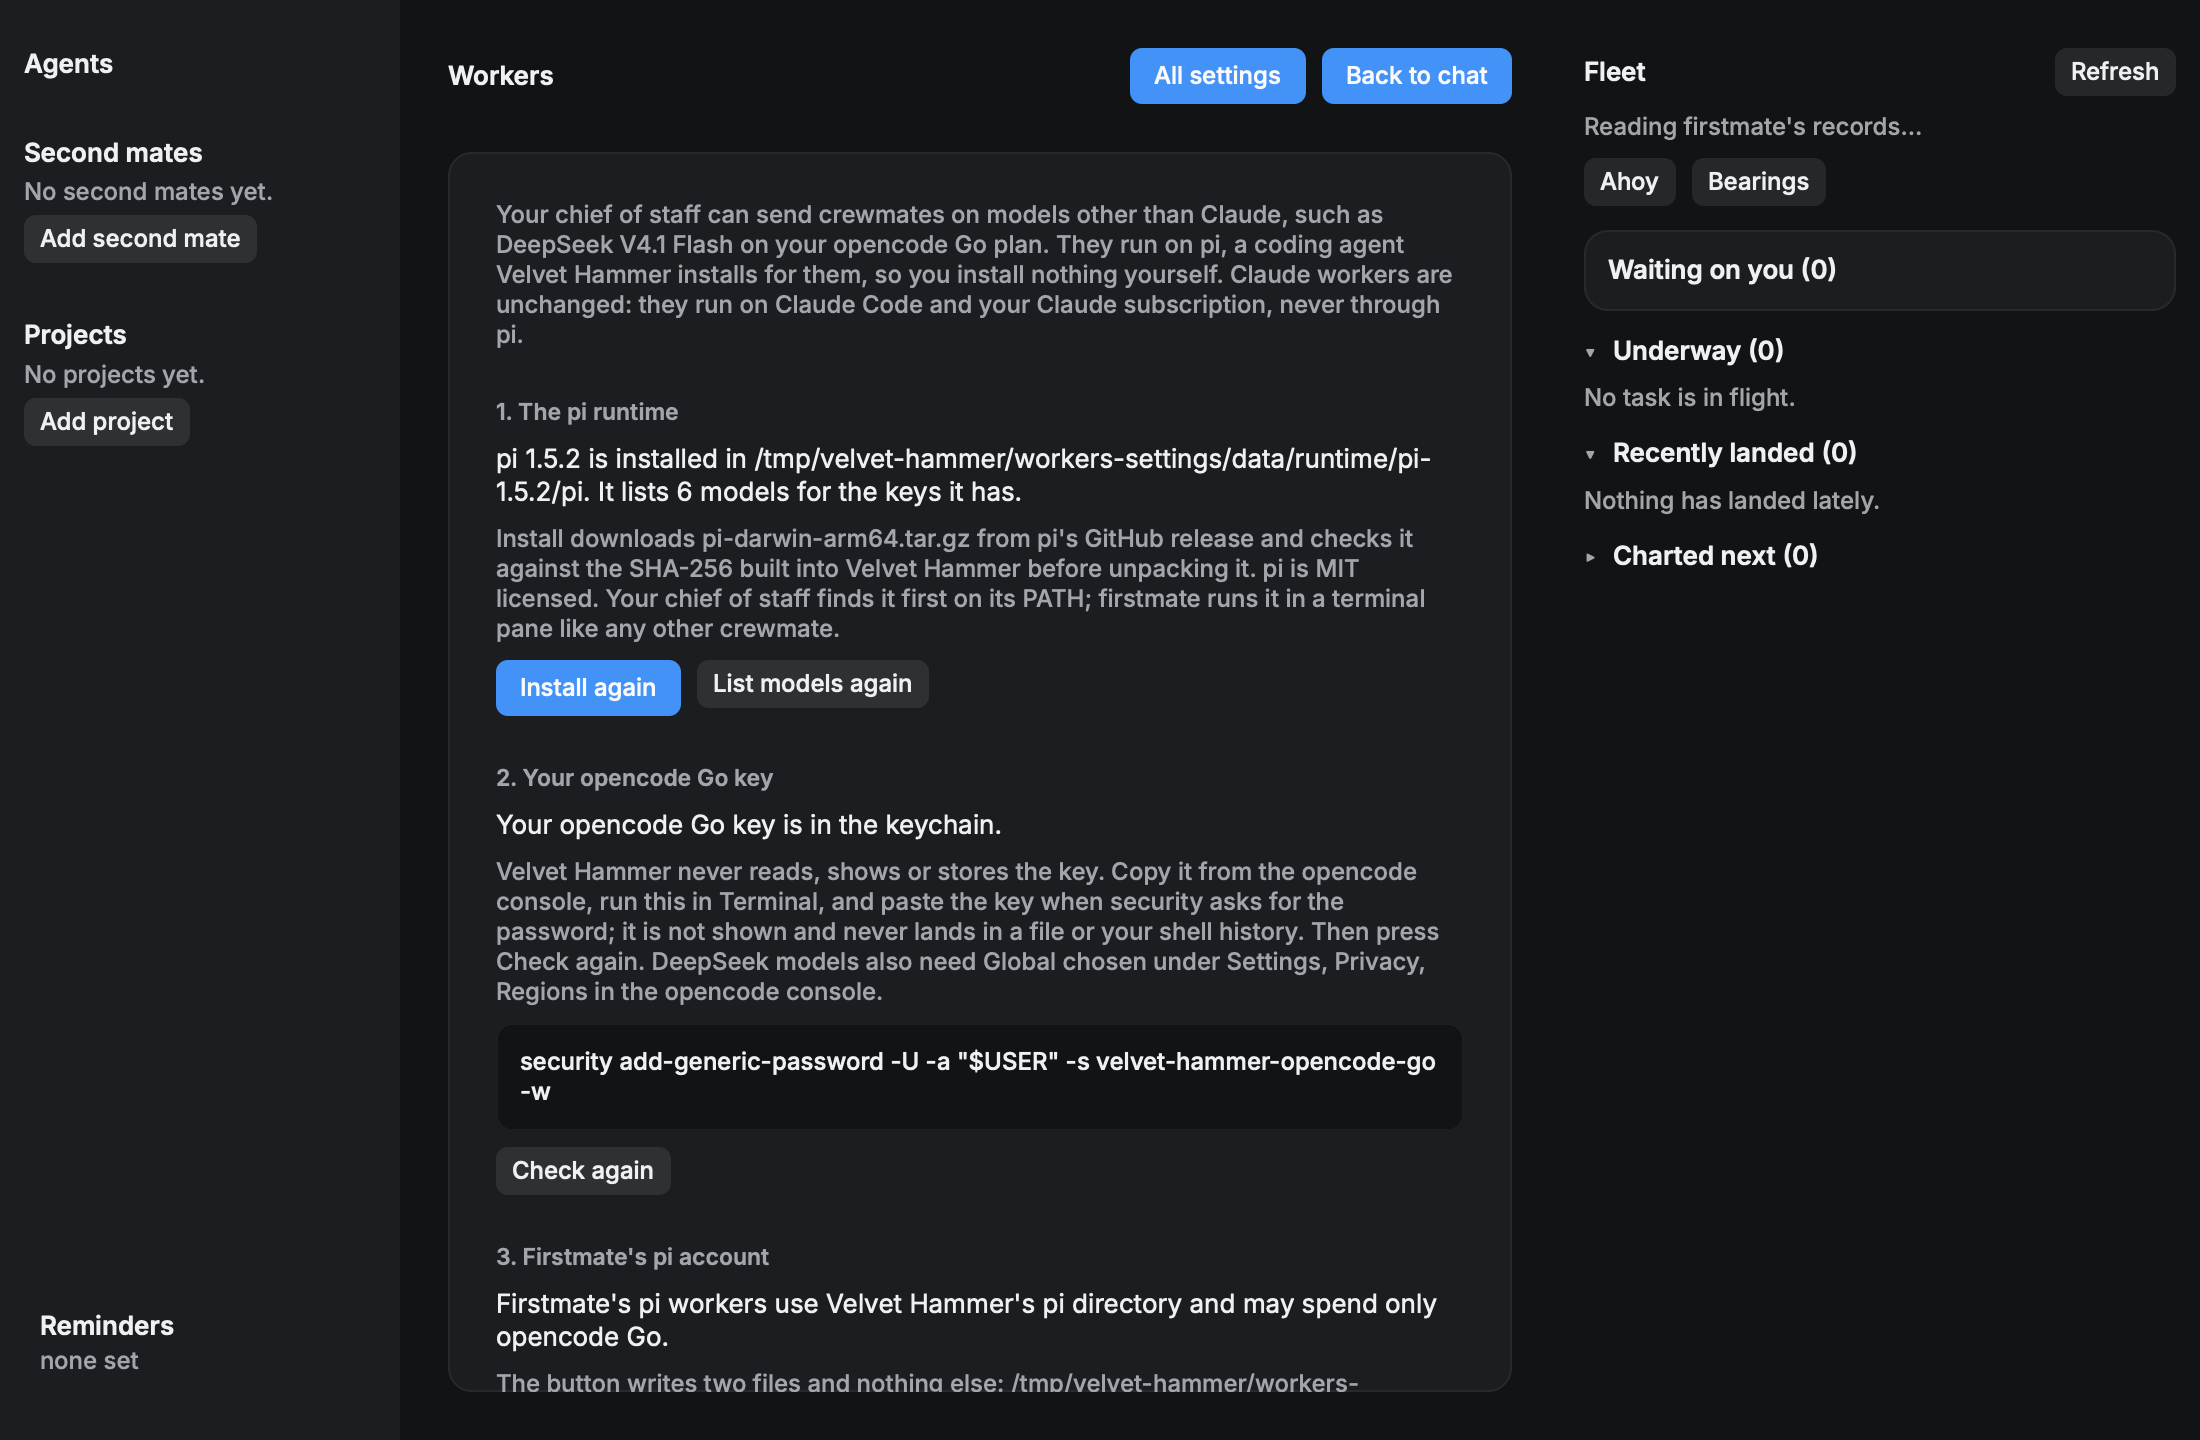 Agents
Second mates
No second mates yet.
Add second mate
Projects
No projects yet.
Add project
Reminders
none set
Workers
All settings
Back to chat
Your chief of staff can send crewmates on models other than Claude, such as
DeepSeek V4.1 Flash on your opencode Go plan. They run on pi, a coding agent
Velvet Hammer installs for them, so you install nothing yourself. Claude workers are
unchanged: they run on Claude Code and your Claude subscription, never through
pi.
1. The pi runtime
pi 1.5.2 is installed in /tmp/velvet-hammer/workers-settings/data/runtime/pi-
1.5.2/pi. It lists 6 models for the keys it has.
Install downloads pi-darwin-arm64.tar.gz from pi's GitHub release and checks it
against the SHA-256 built into Velvet Hammer before unpacking it. pi is MIT
licensed. Your chief of staff finds it first on its PATH; firstmate runs it in a terminal
pane like any other crewmate.
Install again
List models again
2. Your opencode Go key
Your opencode Go key is in the keychain.
Velvet Hammer never reads, shows or stores the key. Copy it from the opencode
console, run this in Terminal, and paste the key when security asks for the
password; it is not shown and never lands in a file or your shell history. Then press
Check again. DeepSeek models also need Global chosen under Settings, Privacy,
Regions in the opencode console.
security add-generic-password -U -a "$USER" -s velvet-hammer-opencode-go
-w
Check again
3. Firstmate's pi account
Firstmate's pi workers use Velvet Hammer's pi directory and may spend only
opencode Go.
The button writes two files and nothing else: /tmp/velvet-hammer/workers-
Fleet
Refresh
Reading firstmate's records...
Ahoy
Bearings
Waiting on you (0)
Underway (0)
No task is in flight.
Recently landed (0)
Nothing has landed lately.
Charted next (0)